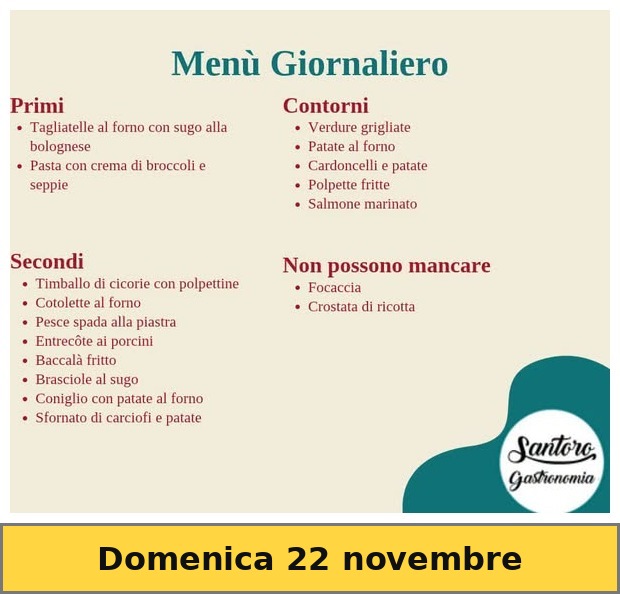 Menù Giornaliero
Primi
Tagliatelle al forno con sugo alla
bolognese
Pasta con crema di broccoli e
seppie
Secondi
Timballo di cicorie con polpettine
Cotolette al forno
Pesce spada alla piastra
Entrecôte ai porcini
Baccalà fritto
Brasciole al sugo
Coniglio con patate al forno
Sfornato di carciofi e patate
Contorni
Verdure grigliate
Patate al forno
Cardoncelli e patate
Polpette fritte
Salmone marinato
Non possono mancare
Focaccia
Crostata di ricotta
Santoro
Gastronomia
Domenica 22 novembre